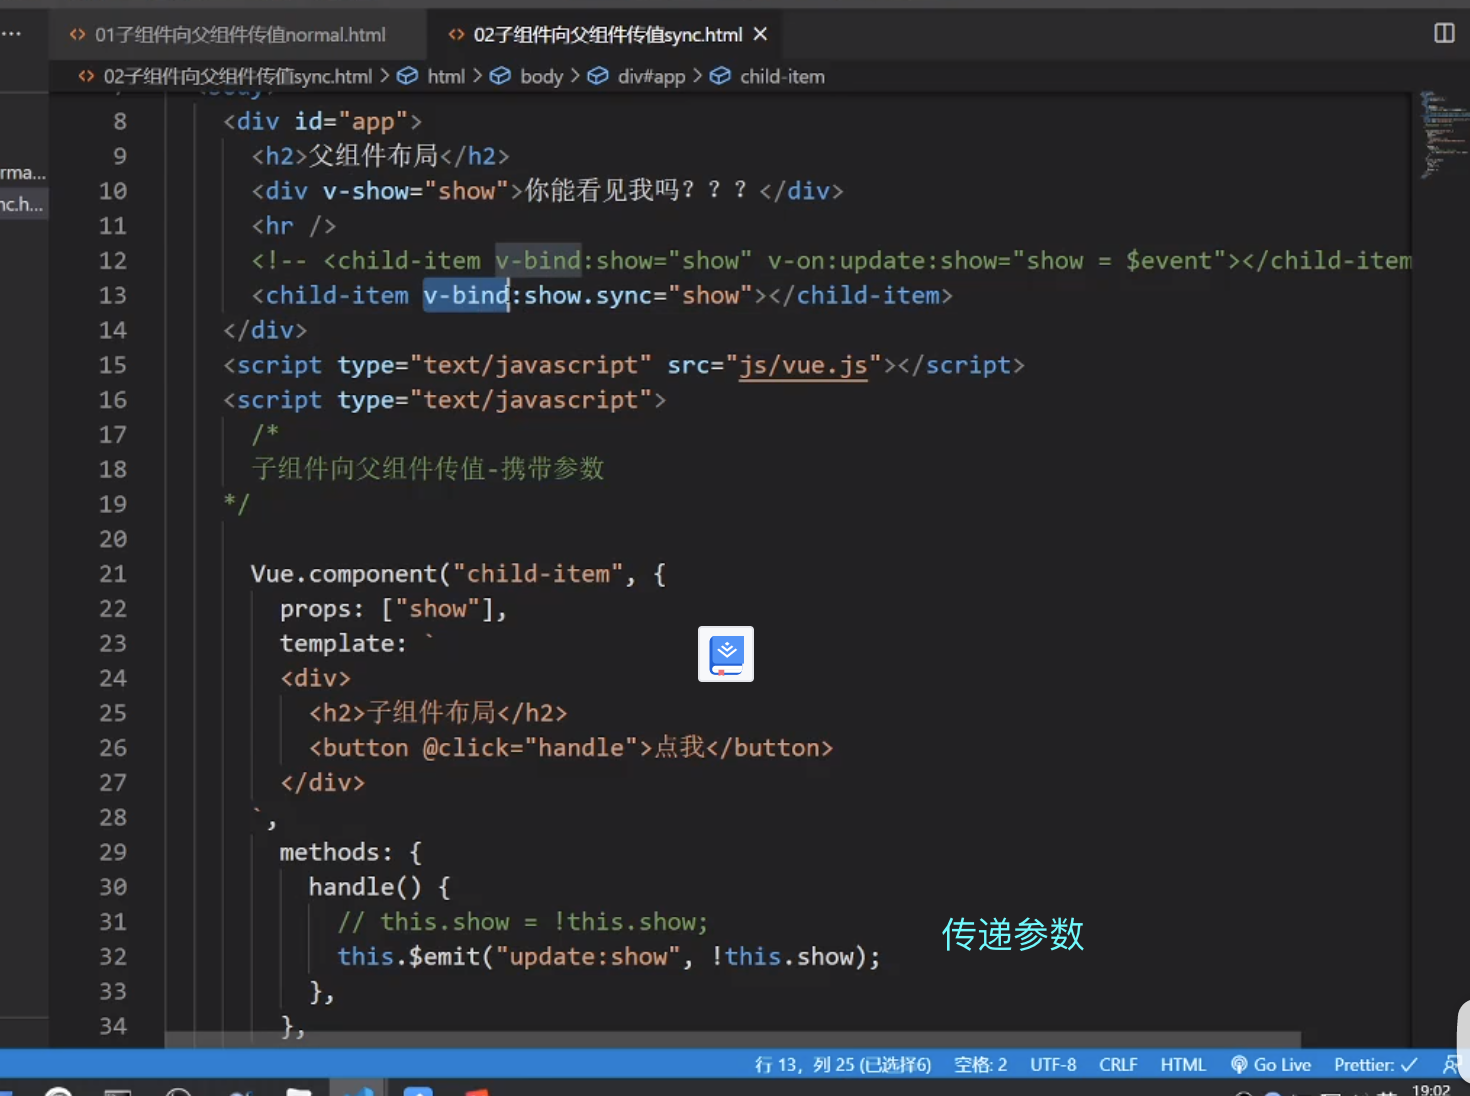 01子组件向父组件传值normal.html
02子组件向父组件传值sync.html
02子组件向父组件传值sync.html > html > body > div#app > child-item
rma...
nc.h...
8 <div id="app">
9 <h2>父组件布局</h2>
10 <div v-show="show">你能看见我吗？？？</div>
11 <hr />
12 <!-- <child-item v-bind:show="show" v-on:update:show="show = $event"></child-item
13 <child-item v-bind:show.sync="show"></child-item>
14 </div>
15 <script type="text/javascript" src="js/vue.js"></script>
16 <script type="text/javascript">
17 /*
18 子组件向父组件传值-携带参数
19 */
20
21 Vue.component("child-item", {
22 props: ["show"],
23 template: `
24 <div>
25 <h2>子组件布局</h2>
26 <button @click="handle">点我</button>
27 </div>
28 `,
29 methods: {
30 handle() {
31 // this.show = !this.show;
32 this.$emit("update:show", !this.show);
33 },
34 },
传递参数
行 13，列 25 (已选择6) 空格: 2 UTF-8 CRLF HTML Go Live Prettier: ✓
19:02